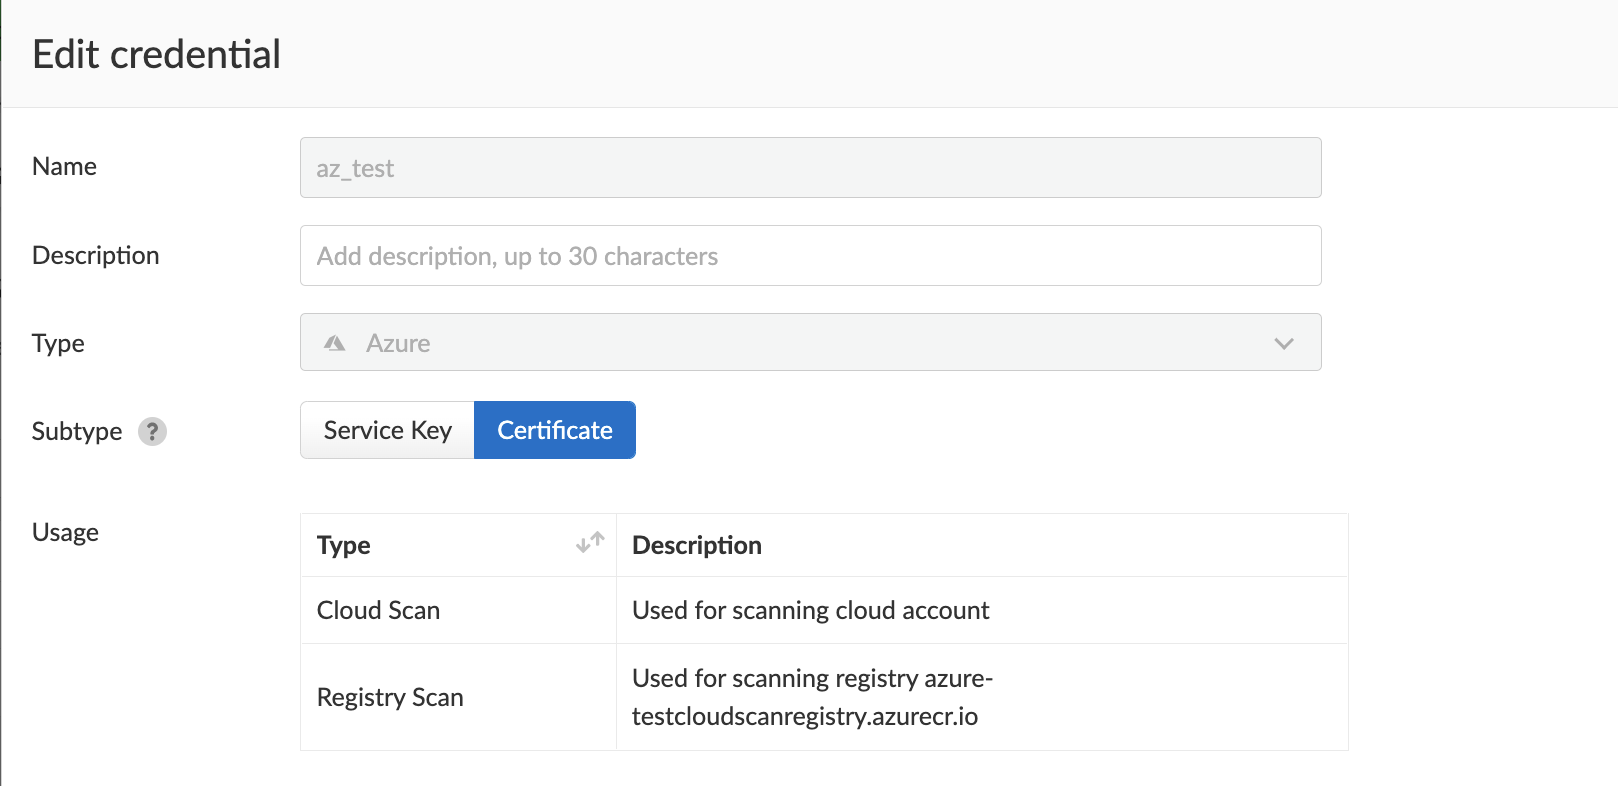 Edit credential
Name
az_test
Description
Add description, up to 30 characters
Type
Azure
Subtype ?
Service Key
Certificate
Usage
Type
Description
Cloud Scan
Used for scanning cloud account
Registry Scan
Used for scanning registry azure-
testcloudscanregistry.azurecr.io